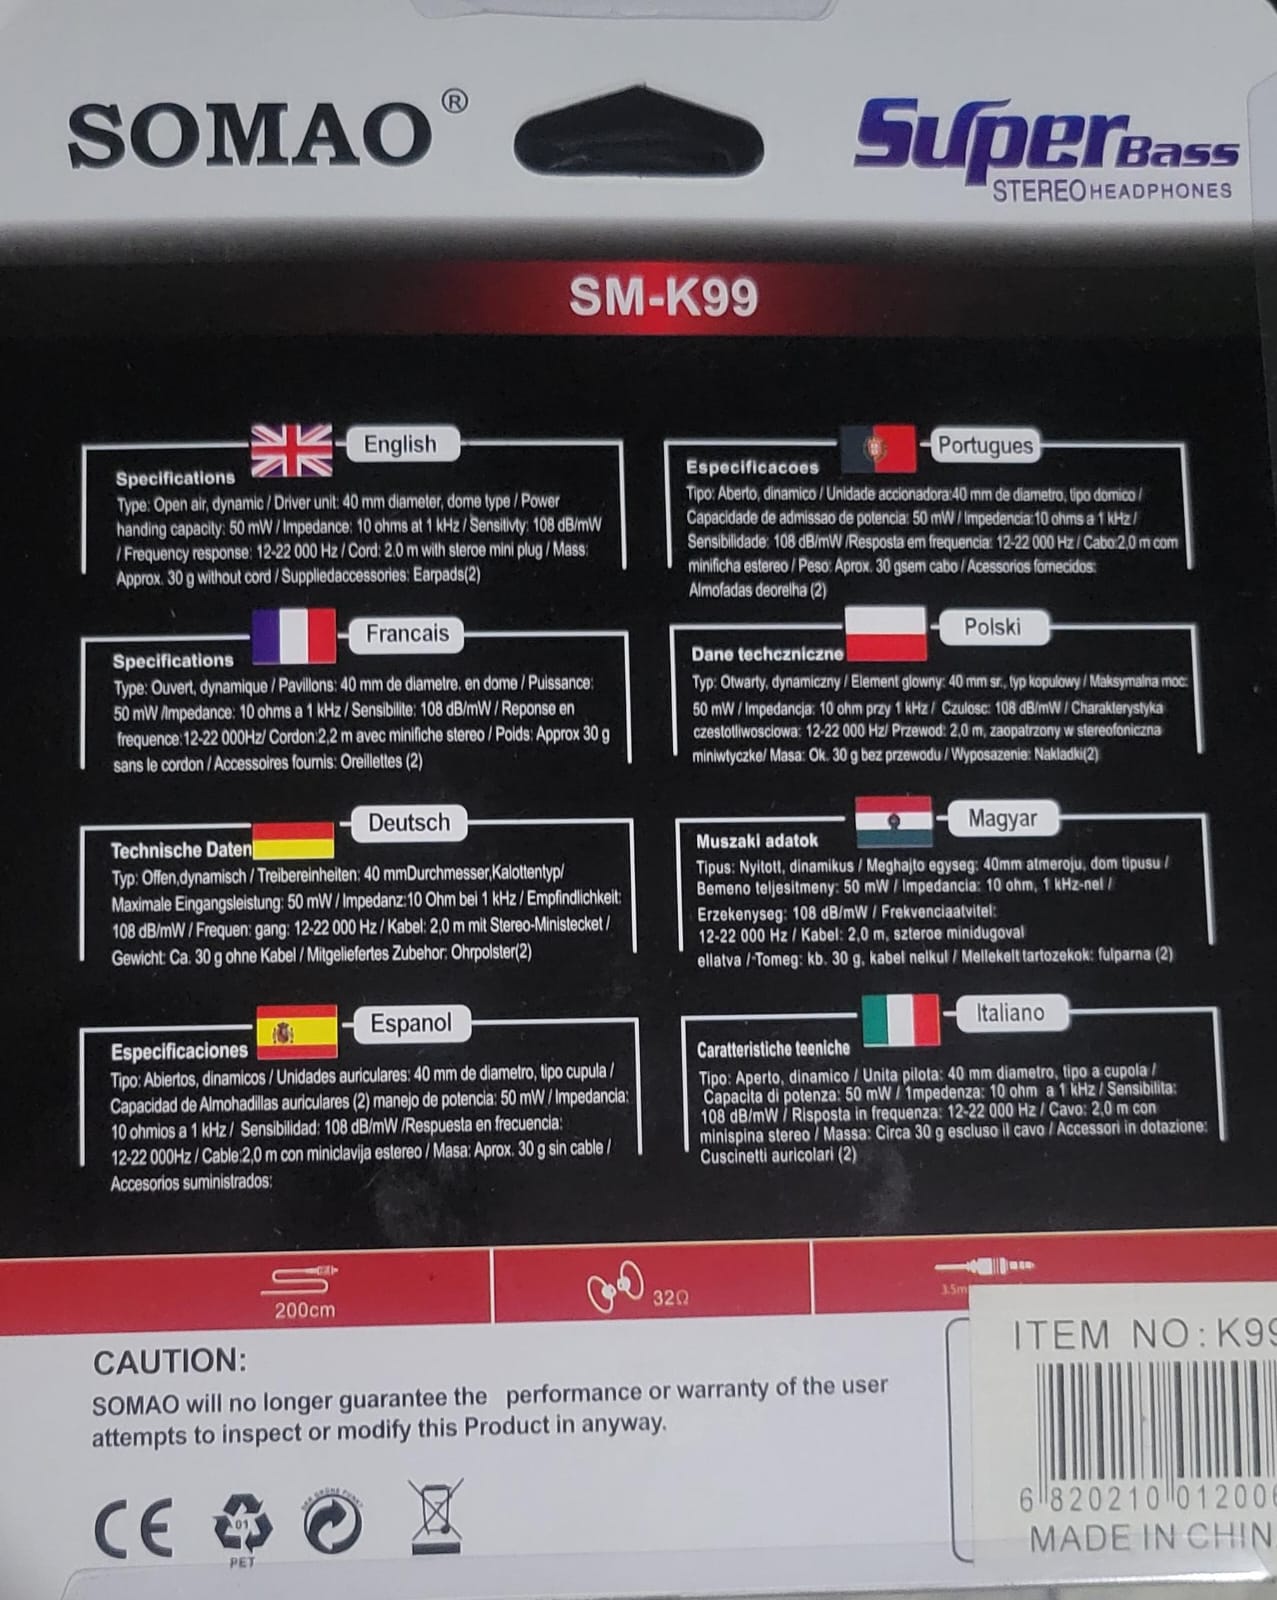 SOMAO ®
Super Bass
STEREO HEADPHONES
SM-K99
English
Specifications
Type: Open air, dynamic / Driver unit: 40 mm diameter, dome type / Power
handing capacity: 50 mW / Impedance: 10 ohms at 1 kHz / Sensitivty: 108 dB/mW
/ Frequency response: 12-22 000 Hz / Cord: 2.0 m with steroe mini plug / Mass:
Approx. 30 g without cord / Suppliedaccessories: Earpads(2)
Francais
Specifications
Type: Ouvert, dynamique / Pavillons: 40 mm de diametre, en dome / Puissance:
50 mW /Impedance: 10 ohms a 1 kHz / Sensibilite: 108 dB/mW / Reponse en
frequence:12-22 000Hz/ Cordon:2,2 m avec minifiche stereo / Poids: Approx 30 g
sans le cordon / Accessoires fournis: Oreillettes (2)
Deutsch
Technische Daten
Typ: Offen,dynamisch / Treibereinheiten: 40 mmDurchmesser,Kalottentyp/
Maximale Eingangsleistung: 50 mW / Impedanz:10 Ohm bei 1 kHz / Empfindlichkeit:
108 dB/mW / Frequen: gang: 12-22 000 Hz / Kabel: 2,0 m mit Stereo-Ministecket /
Gewicht: Ca. 30 g ohne Kabel / Mitgeliefertes Zubehor: Ohrpolster(2)
Espanol
Especificaciones
Tipo: Abiertos, dinamicos / Unidades auriculares: 40 mm de diametro, tipo cupula /
Capacidad de Almohadillas auriculares (2) manejo de potencia: 50 mW / Impedancia:
10 ohmios a 1 kHz / Sensibilidad: 108 dB/mW /Respuesta en frecuencia:
12-22 000Hz / Cable:2,0 m con miniclavija estereo / Masa: Aprox. 30 g sin cable /
Accesorios suministrados:
Portugues
Especificacoes
Tipo: Aberto, dinamico / Unidade accionadora:40 mm de diametro, tipo domico /
Capacidade de admissao de potencia: 50 mW / Impedencia:10 ohms a 1 kHz /
Sensibilidade: 108 dB/mW /Resposta em frequencia: 12-22 000 Hz / Cabo:2,0 m com
minificha estereo / Peso: Aprox. 30 gsem cabo / Acessorios fornecidos:
Almofadas deorelha (2)
Polski
Dane techczniczne
Typ: Otwarty, dynamiczny / Element glowny: 40 mm sr., typ kopulowy / Maksymalna moc:
50 mW / Impedancja: 10 ohm przy 1 kHz / Czulosc: 108 dB/mW / Charakterystyka
czestotliwosciowa: 12-22 000 Hz/ Przewod: 2,0 m, zaopatrzony w stereofoniczna
miniwtyczke/ Masa: Ok. 30 g bez przewodu / Wyposazenie: Nakladki(2)
Magyar
Muszaki adatok
Tipus: Nyitott, dinamikus / Meghajto egyseg: 40mm atmeroju, dom tipusu /
Bemeno teljesitmeny: 50 mW / Impedancia: 10 ohm, 1 kHz-nel /
Erzekenyseg: 108 dB/mW / Frekvenciaatvitel:
12-22 000 Hz / Kabel: 2,0 m, szteroe minidugoval
ellatva / Tomeg: kb. 30 g, kabel nelkul / Mellekelt tartozekok: fulparna (2)
Italiano
Caratteristiche teeniche
Tipo: Aperto, dinamico / Unita pilota: 40 mm diametro, tipo a cupola /
Capacita di potenza: 50 mW / 1mpedenza: 10 ohm a 1 kHz / Sensibilita:
108 dB/mW / Risposta in frequenza: 12-22 000 Hz / Cavo: 2,0 m con
minispina stereo / Massa: Circa 30 g escluso il cavo / Accessori in dotazione:
Cuscinetti auricolari (2)
200cm
32Ω
3.5m
CAUTION:
SOMAO will no longer guarantee the performance or warranty of the user
attempts to inspect or modify this Product in anyway.
CE
01
PET
DER GRÜNE PUNKT
ITEM NO: K99
6 820210 01200
MADE IN CHIN